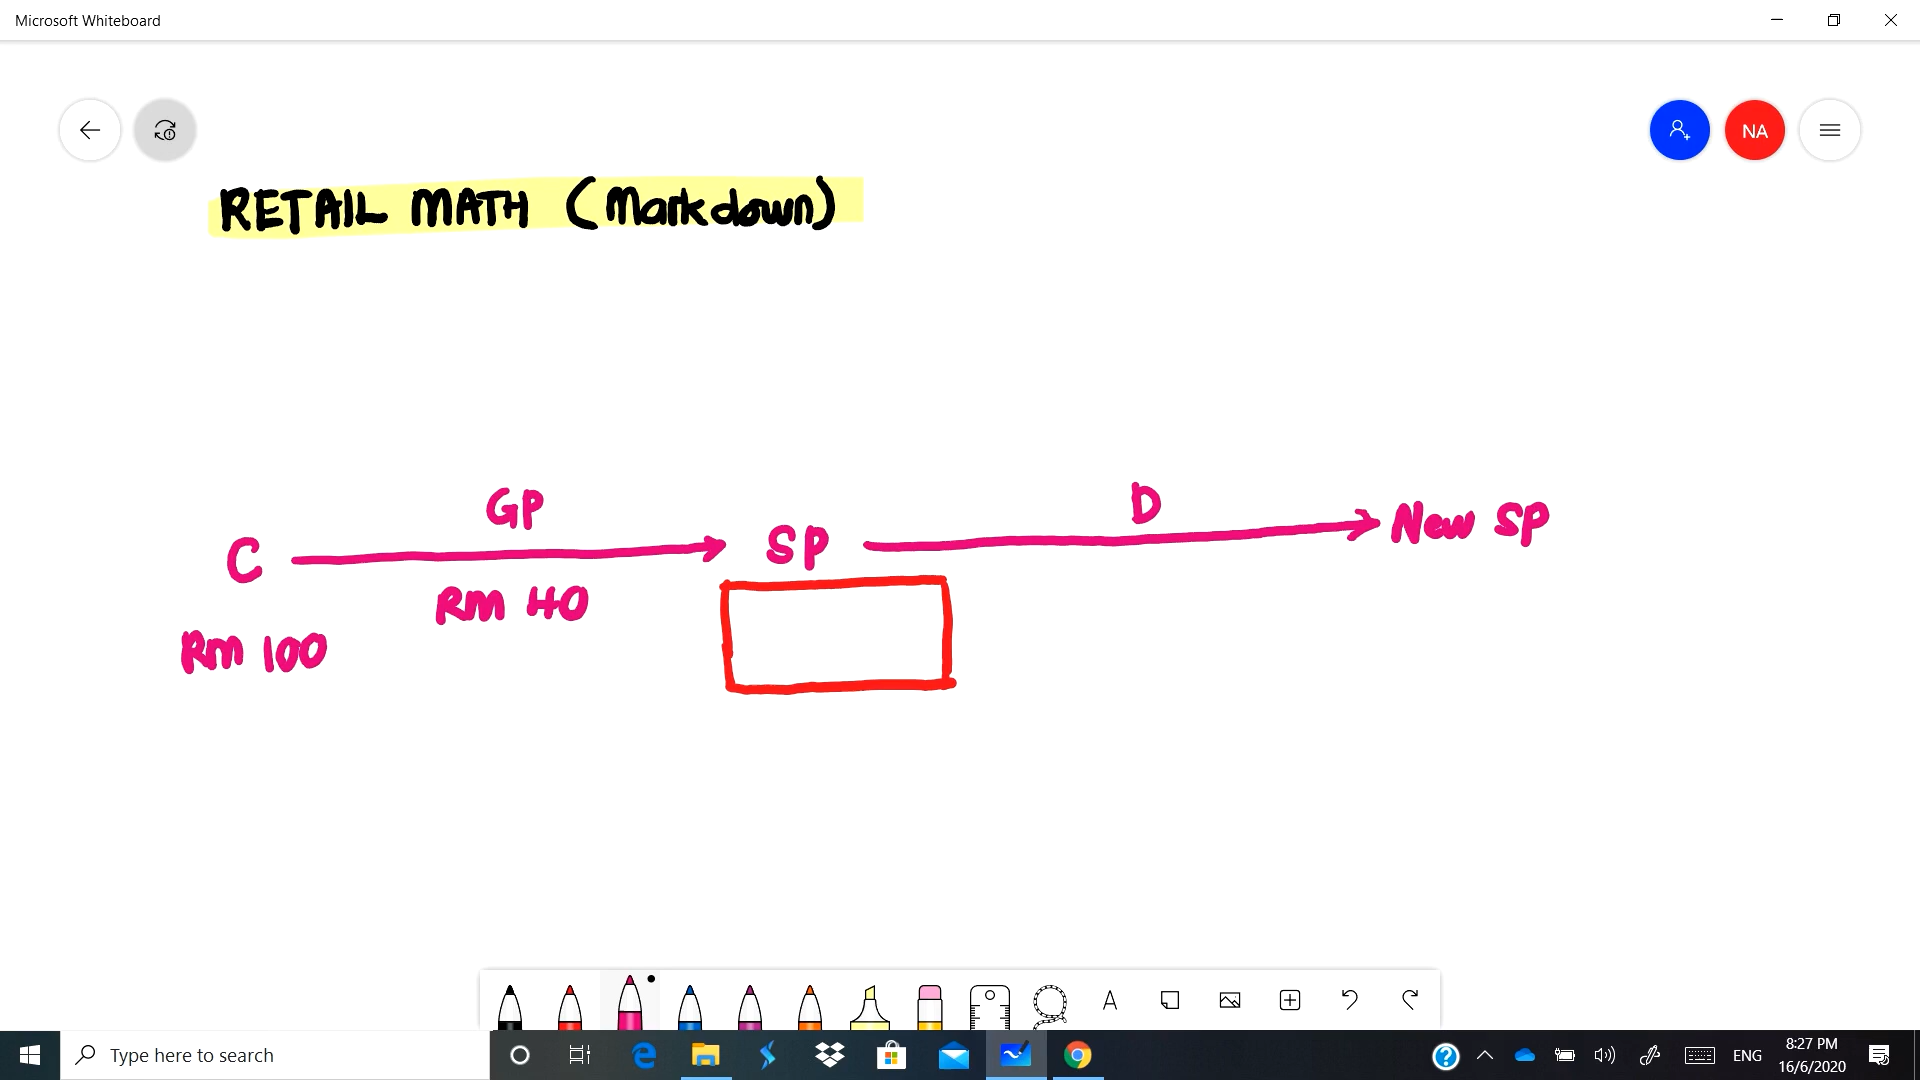 Microsoft Whiteboard
NA
RETAIL MATH (Markdown)
GP
D
C
SP
New SP
RM 40
RM 100
A
Type here to search
ENG
8:27 PM
16/6/2020